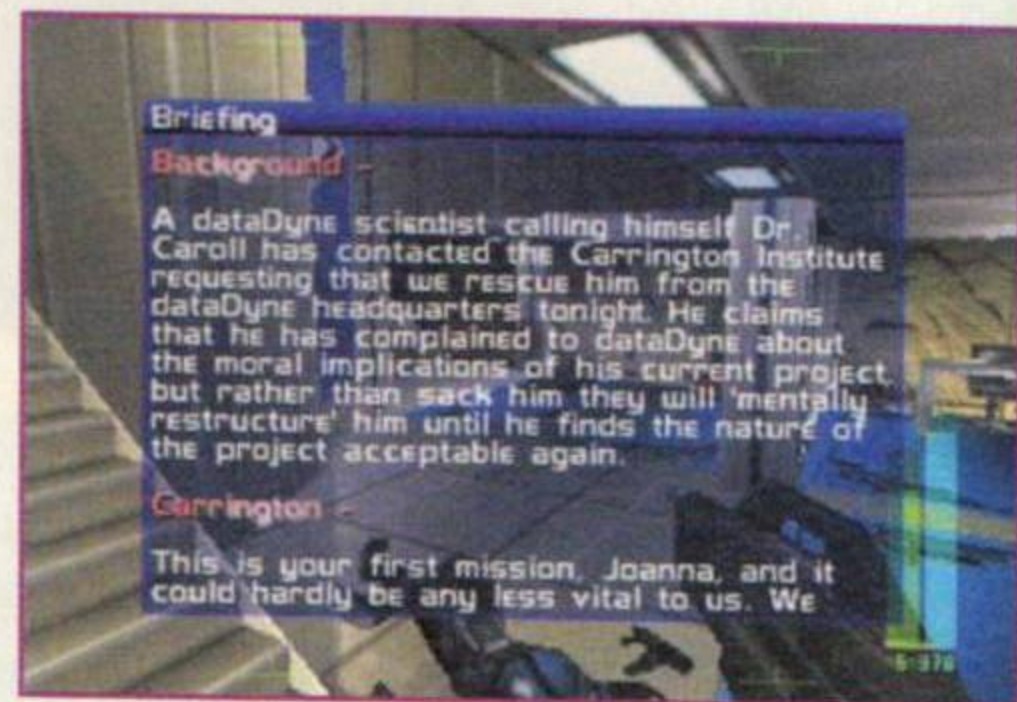 Briefing
Background -
A dataDyne scientist calling himself Dr.
Caroll has contacted the Carrington Institute
requesting that we rescue him from the
dataDyne headquarters tonight. He claims
that he has complained to dataDyne about
the moral implications of his current project,
but rather than sack him they will 'mentally
restructure' him until he finds the nature of
the project acceptable again.
Carrington -
This is your first mission, Joanna, and it
could hardly be any less vital to us. We